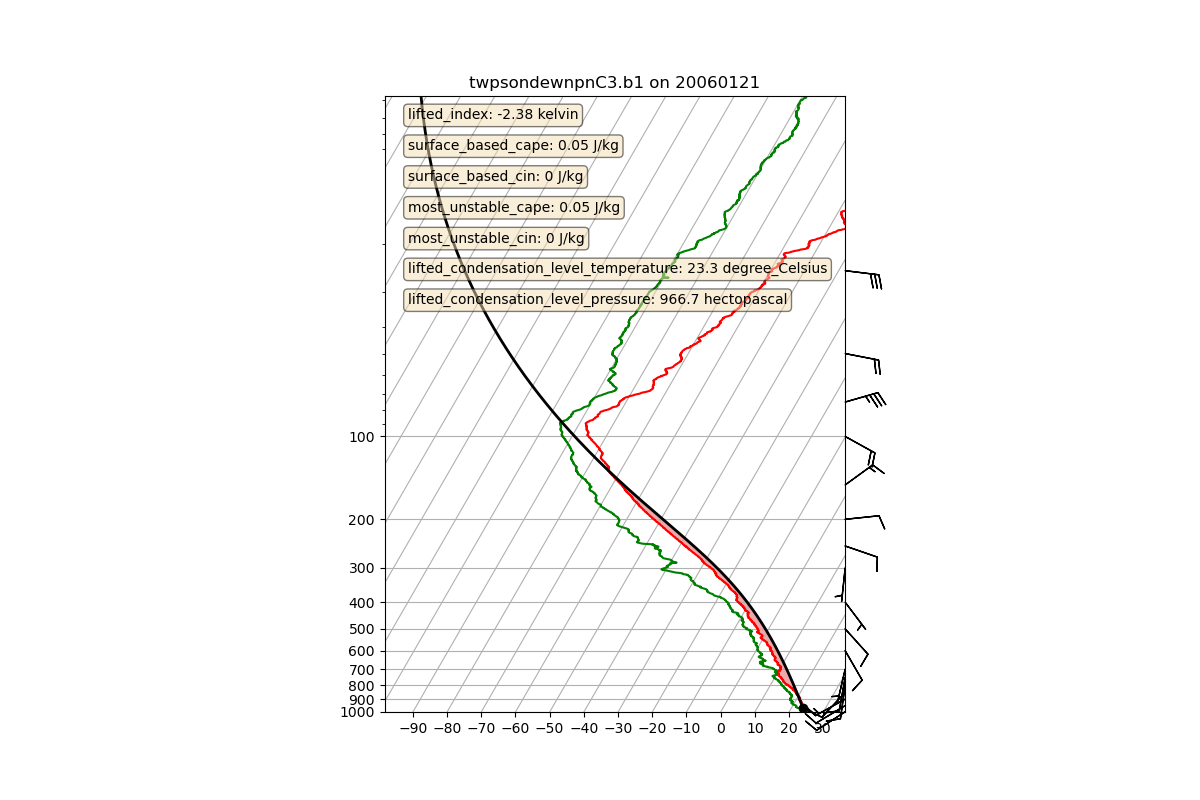 twpsondewnpnC3.b1 on 20060121
lifted_index: -2.38 kelvin
surface_based_cape: 0.05 J/kg
surface_based_cin: 0 J/kg
most_unstable_cape: 0.05 J/kg
most_unstable_cin: 0 J/kg
lifted_condensation_level_temperature: 23.3 degree_Celsius
lifted_condensation_level_pressure: 966.7 hectopascal
100
200
300
400
500
600
700
800
900
1000
−90 −80 −70 −60 −50 −40 −30 −20 −10 0 10 20 30